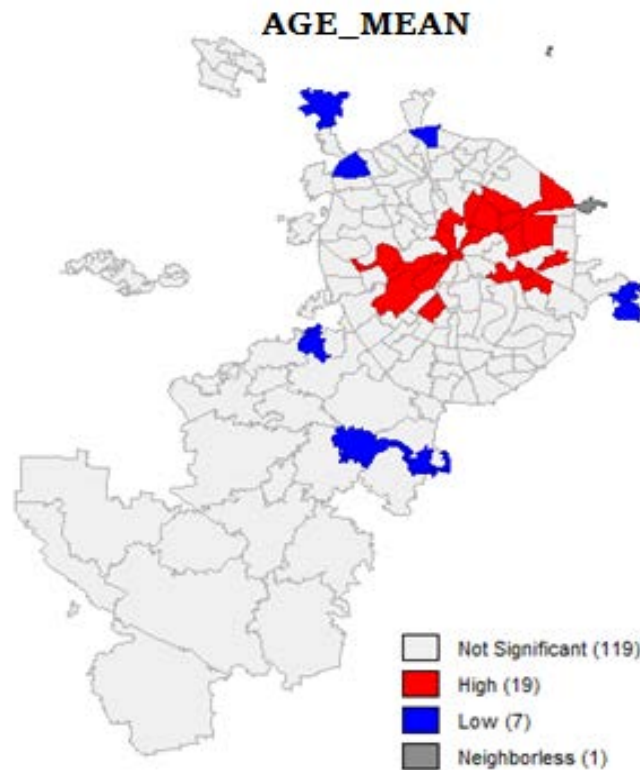 AGE_MEAN
Not Significant (119)
High (19)
Low (7)
Neighborless (1)